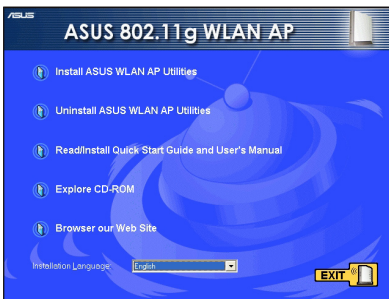 ASUS
ASUS 802.11g WLAN AP
Install ASUS WLAN AP Utilities
Uninstall ASUS WLAN AP Utilities
Read/Install Quick Start Guide and User's Manual
Explore CD-ROM
Browser our Web Site
Installation Language: English
EXIT